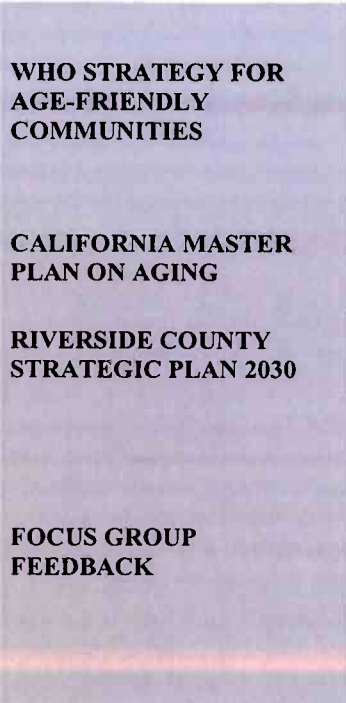 WHO STRATEGY FOR
AGE-FRIENDLY
COMMUNITIES
CALIFORNIA MASTER
PLAN ON AGING
RIVERSIDE COUNTY
STRATEGIC PLAN 2030
FOCUS GROUP
FEEDBACK